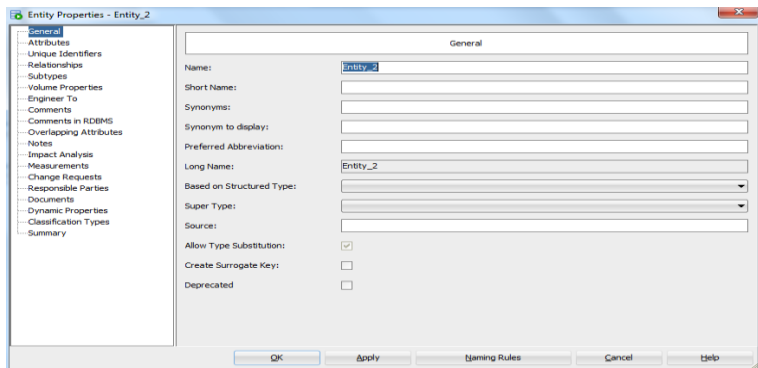 Entity Properties - Entity_2
General
Attributes
Unique Identifiers
Relationships
Subtypes
Volume Properties
Engineer To
Comments
Comments in RDBMS
Overlapping Attributes
Notes
Impact Analysis
Measurements
Change Requests
Responsible Parties
Documents
Dynamic Properties
Classification Types
Summary
General
Name: Entity_2
Short Name:
Synonyms:
Synonym to display:
Preferred Abbreviation:
Long Name: Entity_2
Based on Structured Type:
Super Type:
Source:
Allow Type Substitution:
Create Surrogate Key:
Deprecated
OK Apply Naming Rules Cancel Help